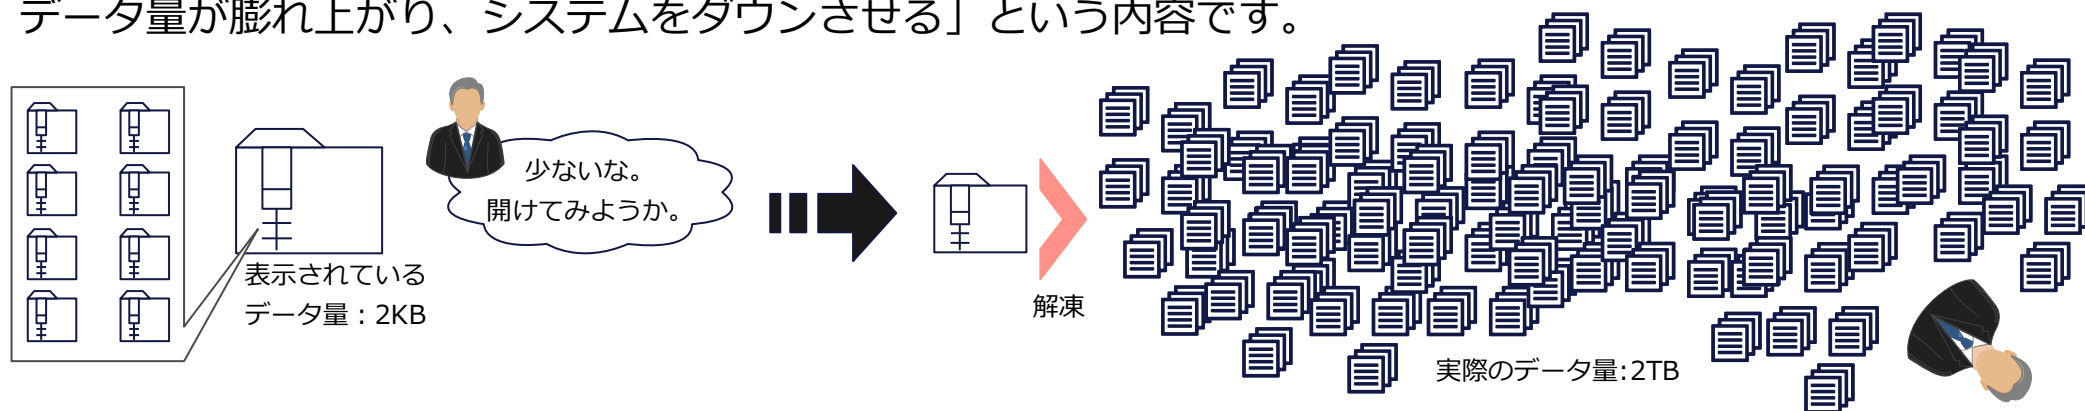 データ量が膨れ上がり、システムをダウンさせる」という内容です。
少ないな。
開けてみようか。
表示されている
データ量：2KB
解凍
実際のデータ量:2TB